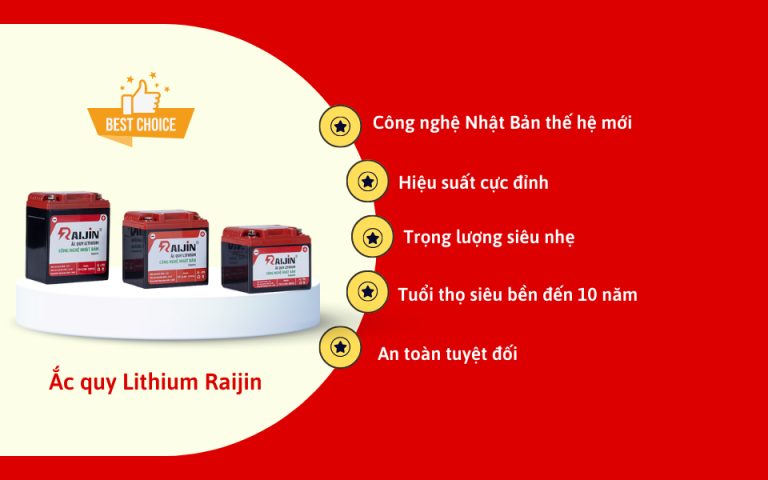 BEST CHOICE
RAIJIN®
ẮC QUY LITHIUM
CÔNG NGHỆ NHẬT BẢN
RAIJIN®
ẮC QUY LITHIUM
CÔNG NGHỆ NHẬT BẢN
RAIJIN®
ẮC QUY LITHIUM
CÔNG NGHỆ NHẬT BẢN
Ắc quy Lithium Raijin
Công nghệ Nhật Bản thế hệ mới
Hiệu suất cực đỉnh
Trọng lượng siêu nhẹ
Tuổi thọ siêu bền đến 10 năm
An toàn tuyệt đối